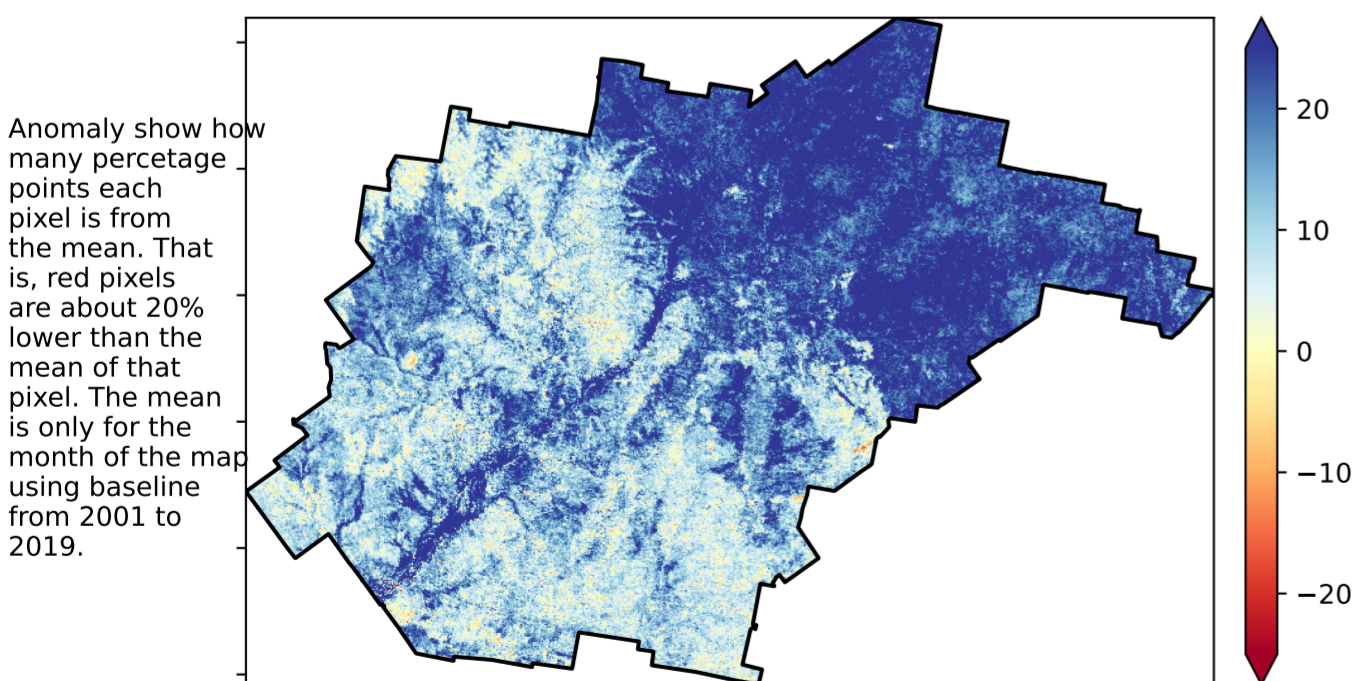 Anomaly show how
many percetage
points each
pixel is from
the mean. That
is, red pixels
are about 20%
lower than the
mean of that
pixel. The mean
is only for the
month of the map
using baseline
from 2001 to
2019.
20
10
0
−10
−20